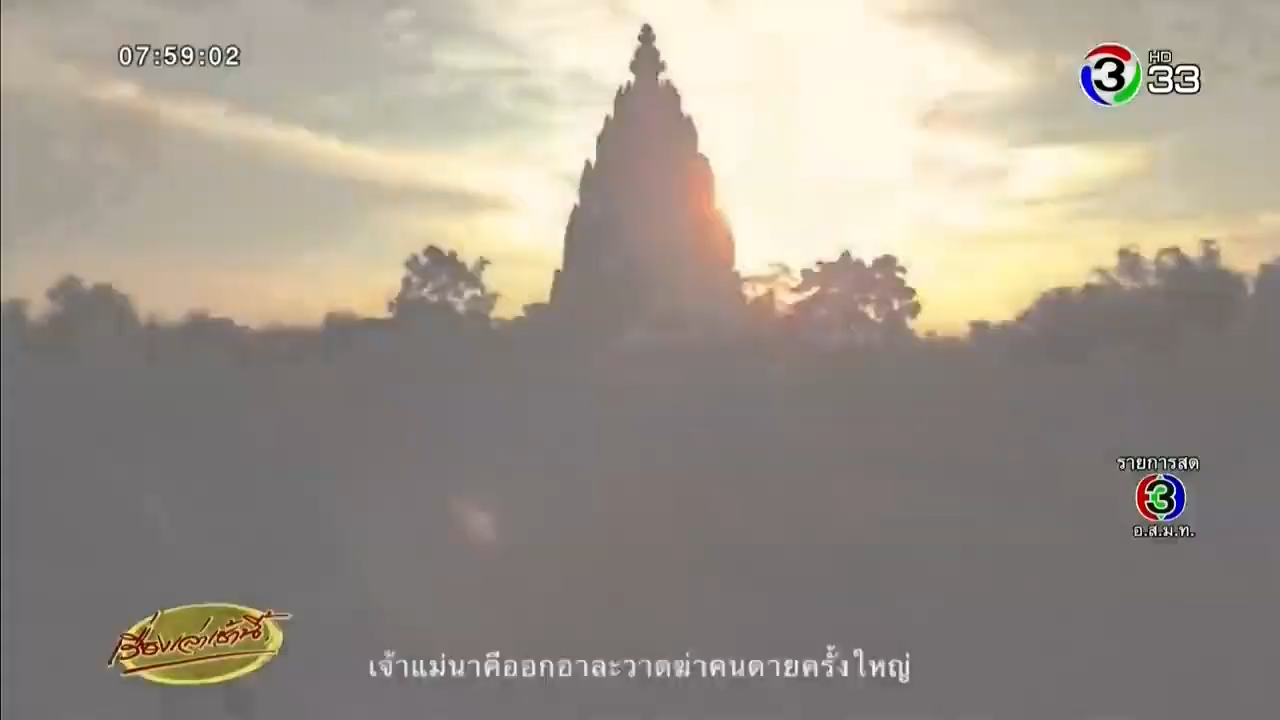 07:59:02
3 HD 33
รายการสด
3
อ.ส.ม.ท.
เรื่องเล่าเช้านี้
เจ้าแม่นาคีออกอาละวาดฆ่าคนตายครั้งใหญ่